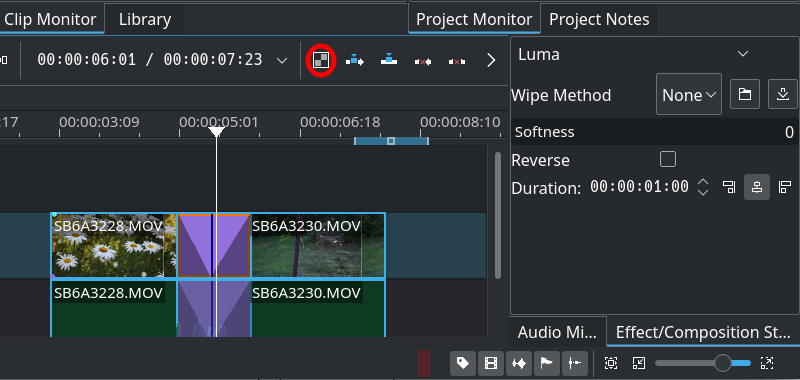 Clip Monitor Library Project Monitor Project Notes
00:00:06:01 / 00:00:07:23
Luma
Wipe Method None
Softness 0
Reverse
Duration: 00:00:01:00
:17 00:00:03:09 00:00:05:01 00:00:06:18 00:00:08:10
SB6A3228.MOV SB6A3230.MOV
SB6A3228.MOV SB6A3230.MOV
Audio Mi... Effect/Composition St...